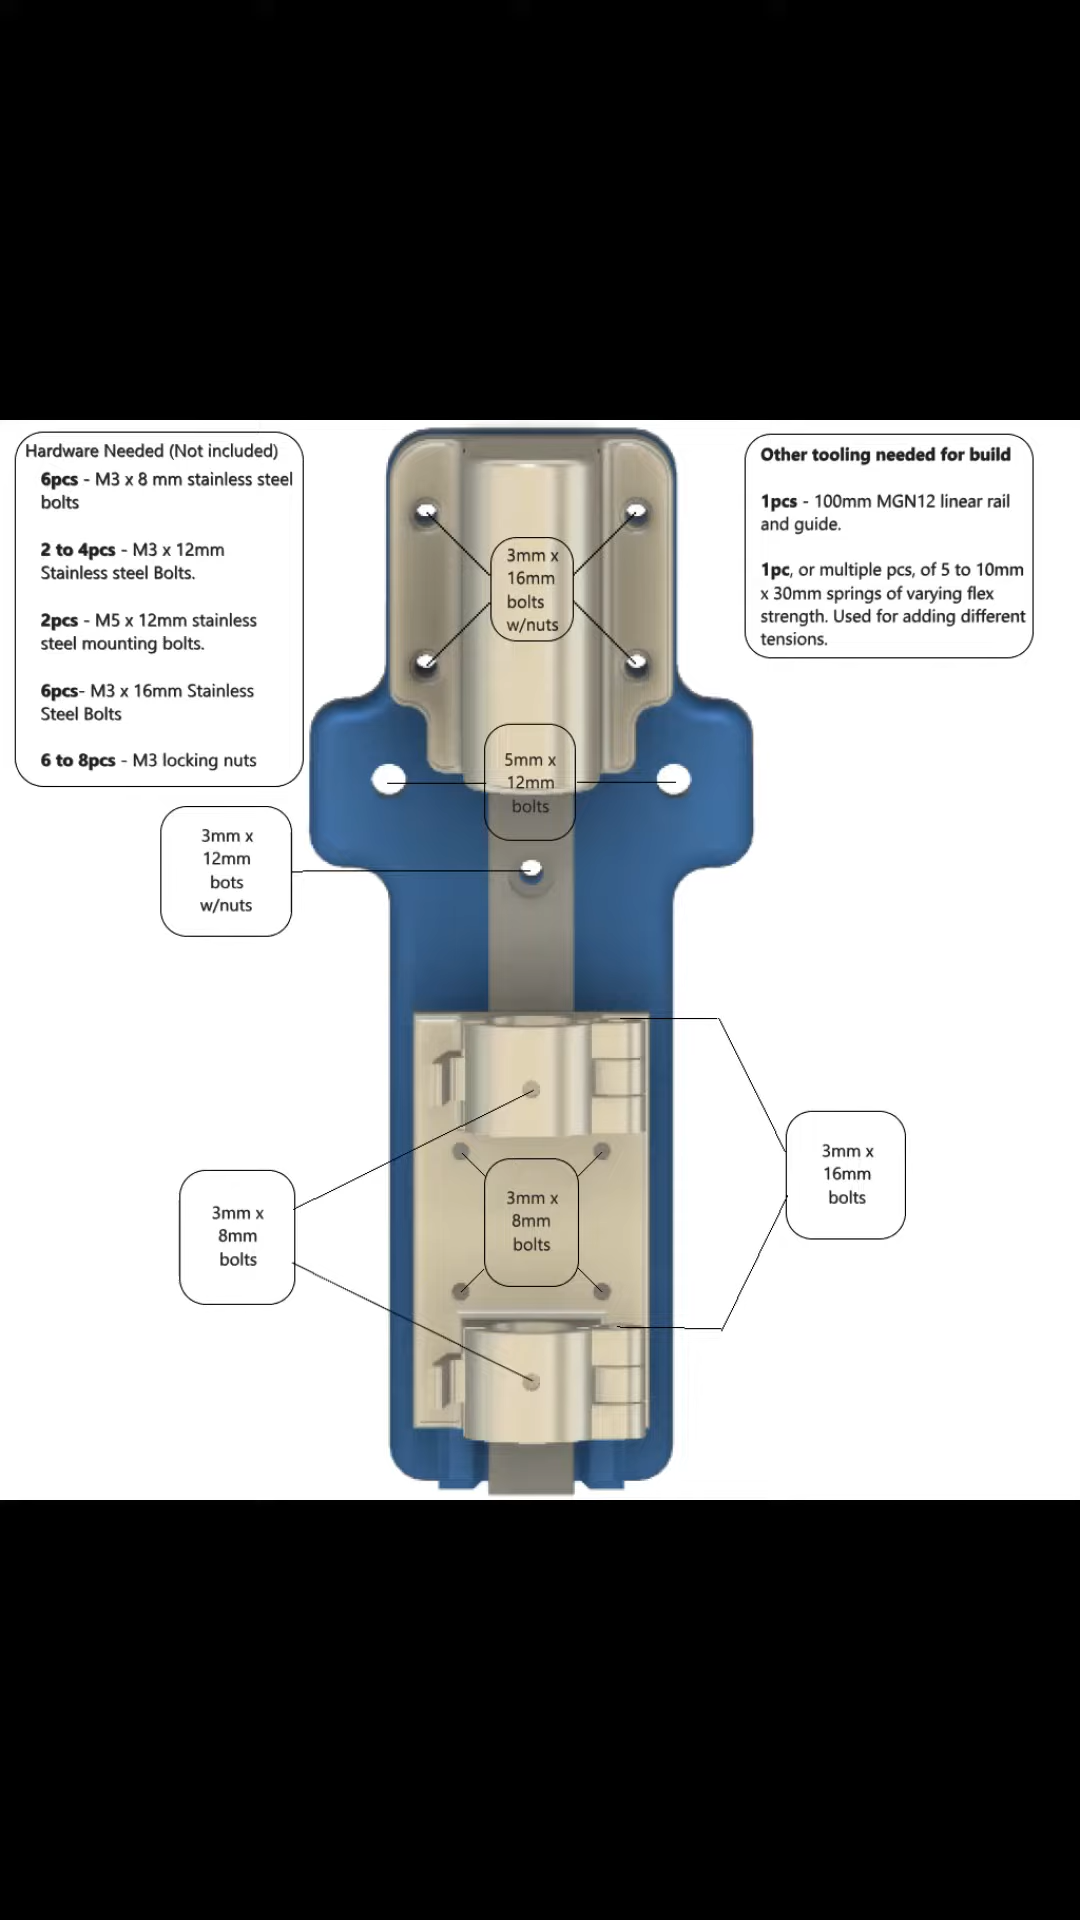 Hardware Needed (Not included)
6pcs - M3 x 8 mm stainless steel
bolts
2 to 4pcs - M3 x 12mm
Stainless steel Bolts.
2pcs - M5 x 12mm stainless
steel mounting bolts.
6pcs- M3 x 16mm Stainless
Steel Bolts
6 to 8pcs - M3 locking nuts
Other tooling needed for build
1pcs - 100mm MGN12 linear rail
and guide.
1pc, or multiple pcs, of 5 to 10mm
x 30mm springs of varying flex
strength. Used for adding different
tensions.
3mm x
16mm
bolts
w/nuts
5mm x
12mm
bolts
3mm x
12mm
bots
w/nuts
3mm x
8mm
bolts
3mm x
8mm
bolts
3mm x
16mm
bolts